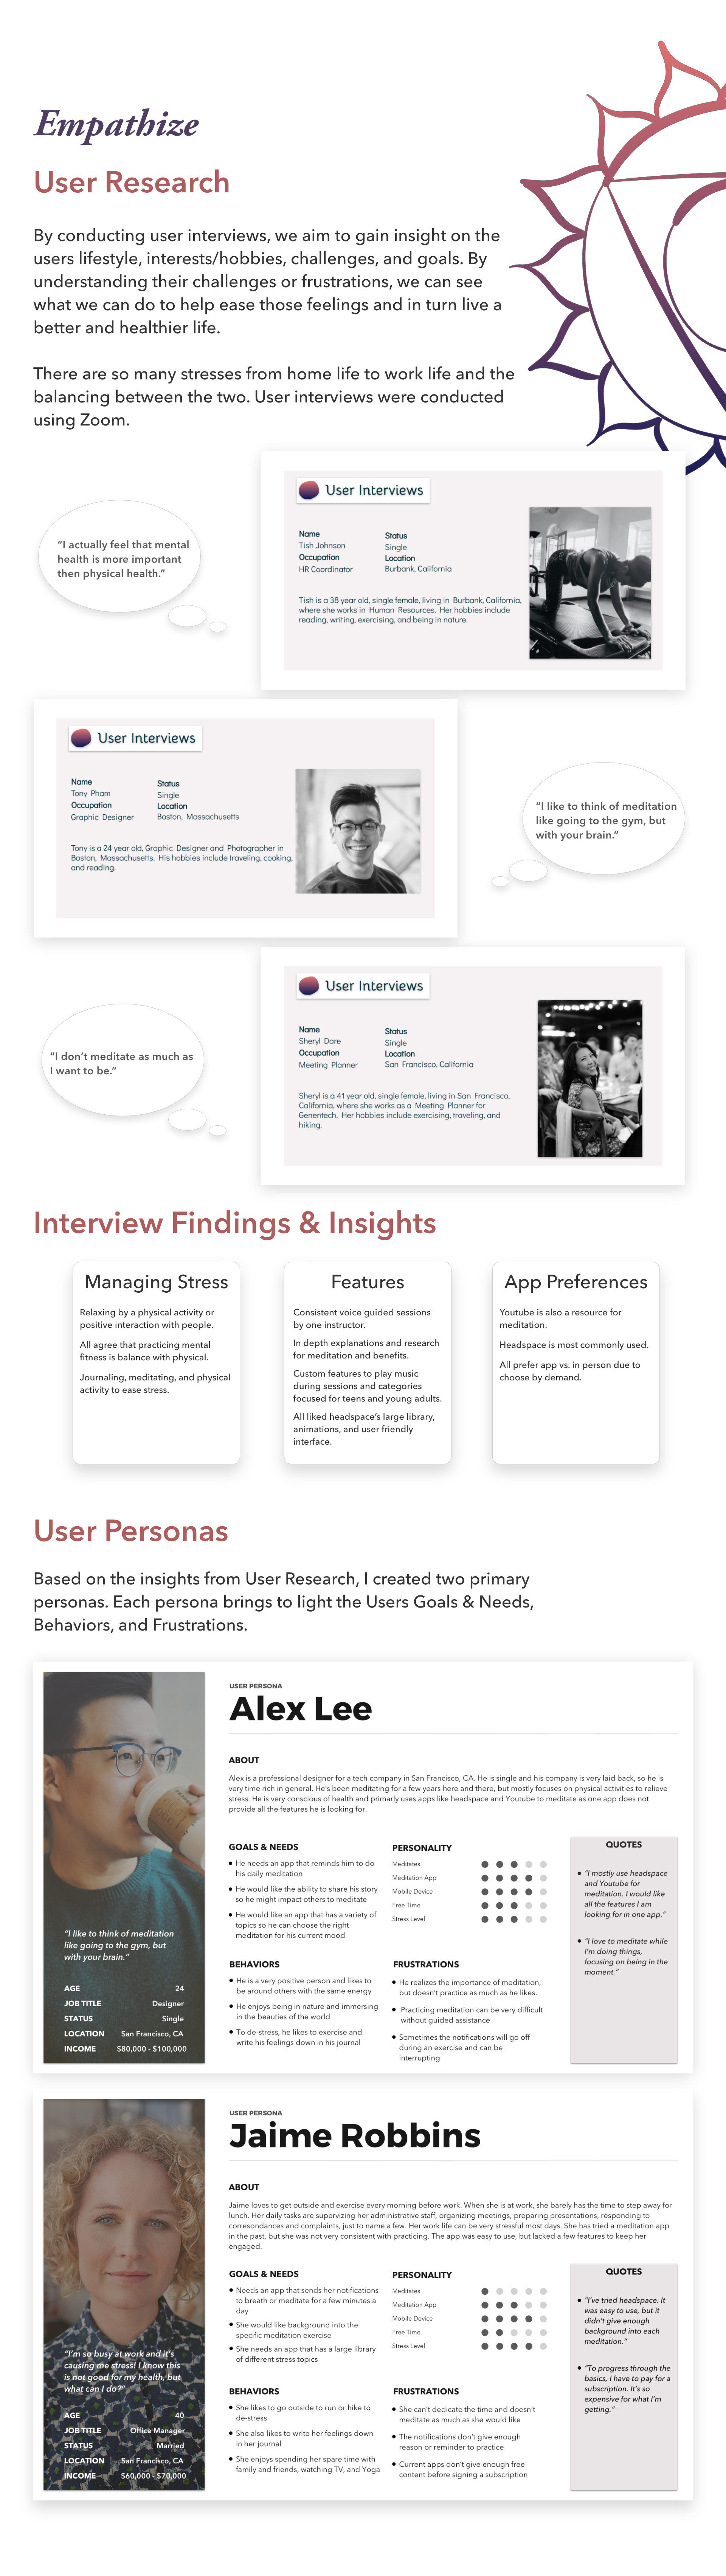 Empathize
User Research
By conducting user interviews, we aim to gain insight on the
users lifestyle, interests/hobbies, challenges, and goals. By
understanding their challenges or frustrations, we can see
what we can do to help ease those feelings and in turn live a
better and healthier life.
There are so many stresses from home life to work life and the
balancing between the two. User interviews were conducted
using Zoom.
“I actually feel that mental
health is more important
then physical health.”
User Interviews
Name
Tish Johnson
Occupation
HR Coordinator
Status
Single
Location
Burbank, California
Tish is a 38 year old, single female, living in Burbank, California,
where she works in Human Resources. Her hobbies include
reading, writing, exercising, and being in nature.
User Interviews
Name
Tony Pham
Occupation
Graphic Designer
Status
Single
Location
Boston, Massachusetts
Tony is a 24 year old, Graphic Designer and Photographer in
Boston, Massachusetts. His hobbies include traveling, cooking,
and reading.
“I like to think of meditation
like going to the gym, but
with your brain.”
“I don’t meditate as much as
I want to be.”
User Interviews
Name
Sheryl Dare
Occupation
Meeting Planner
Status
Single
Location
San Francisco, California
Sheryl is a 41 year old, single female, living in San Francisco,
California, where she works as a Meeting Planner for
Genentech. Her hobbies include exercising, traveling, and
hiking.
Interview Findings & Insights
Managing Stress
Relaxing by a physical activity or
positive interaction with people.
All agree that practicing mental
fitness is balance with physical.
Journaling, meditating, and physical
activity to ease stress.
Features
Consistent voice guided sessions
by one instructor.
In depth explanations and research
for meditation and benefits.
Custom features to play music
during sessions and categories
focused for teens and young adults.
All liked headspace’s large library,
animations, and user friendly
interface.
App Preferences
Youtube is also a resource for
meditation.
Headspace is most commonly used.
All prefer app vs. in person due to
choose by demand.
User Personas
Based on the insights from User Research, I created two primary
personas. Each persona brings to light the Users Goals & Needs,
Behaviors, and Frustrations.
“I like to think of meditation
like going to the gym, but
with your brain.”
AGE 24
JOB TITLE Designer
STATUS Single
LOCATION San Francisco, CA
INCOME $80,000 - $100,000
USER PERSONA
Alex Lee
ABOUT
Alex is a professional designer for a tech company in San Francisco, CA. He is single and his company is very laid back, so he is
very time rich in general. He’s been meditating for a few years here and there, but mostly focuses on physical activities to relieve
stress. He is very conscious of health and primarly uses apps like headspace and Youtube to meditate as one app does not
provide all the features he is looking for.
GOALS & NEEDS
He needs an app that reminds him to do
his daily meditation
He would like the ability to share his story
so he might impact others to meditate
He would like an app that has a variety of
topics so he can choose the right
meditation for his current mood
PERSONALITY
Meditates
Meditation App
Mobile Device
Free Time
Stress Level
BEHAVIORS
He is a very positive person and likes to
be around others with the same energy
He enjoys being in nature and immersing
in the beauties of the world
To de-stress, he likes to exercise and
write his feelings down in his journal
FRUSTRATIONS
He realizes the importance of meditation,
but doesn’t practice as much as he likes.
Practicing meditation can be very difficult
without guided assistance
Sometimes the notifications will go off
during an exercise and can be
interrupting
QUOTES
“I mostly use headspace
and Youtube for
meditation. I would like
all the features I am
looking for in one app.”
“I love to meditate while
I’m doing things,
focusing on being in the
moment.”
“I’m so busy at work and it’s
causing me stress! I know this
is not good for my health, but
what can I do?”
AGE 40
JOB TITLE Office Manager
STATUS Married
LOCATION San Francisco, CA
INCOME $60,000 - $70,000
USER PERSONA
Jaime Robbins
ABOUT
Jaime loves to get outside and exercise every morning before work. When she is at work, she barely has the time to step away for
lunch. Her daily tasks are supervizing her administrative staff, organizing meetings, preparing presentations, responding to
corresondances and complaints, just to name a few. Her work life can be very stressful most days. She has tried a meditation app
in the past, but she was not very consistent with practicing. The app was easy to use, but lacked a few features to keep her
engaged.
GOALS & NEEDS
Needs an app that sends her notifications
to breath or meditate for a few minutes a
day
She would like background into the
specific meditation exercise
She needs an app that has a large library
of different stress topics
PERSONALITY
Meditates
Meditation App
Mobile Device
Free Time
Stress Level
BEHAVIORS
She likes to go outside to run or hike to
de-stress
She also likes to write her feelings down
in her journal
She enjoys spending her spare time with
family and friends, watching TV, and Yoga
FRUSTRATIONS
She can’t dedicate the time and doesn’t
meditate as much as she would like
The notifications don’t give enough
reason or reminder to practice
Current apps don’t give enough free
content before signing a subscription
QUOTES
“I’ve tried headspace. It
was easy to use, but it
didn’t give enough
background into each
meditation.”
“To progress through the
basics, I have to pay for a
subscription. It’s so
expensive for what I’m
getting.”